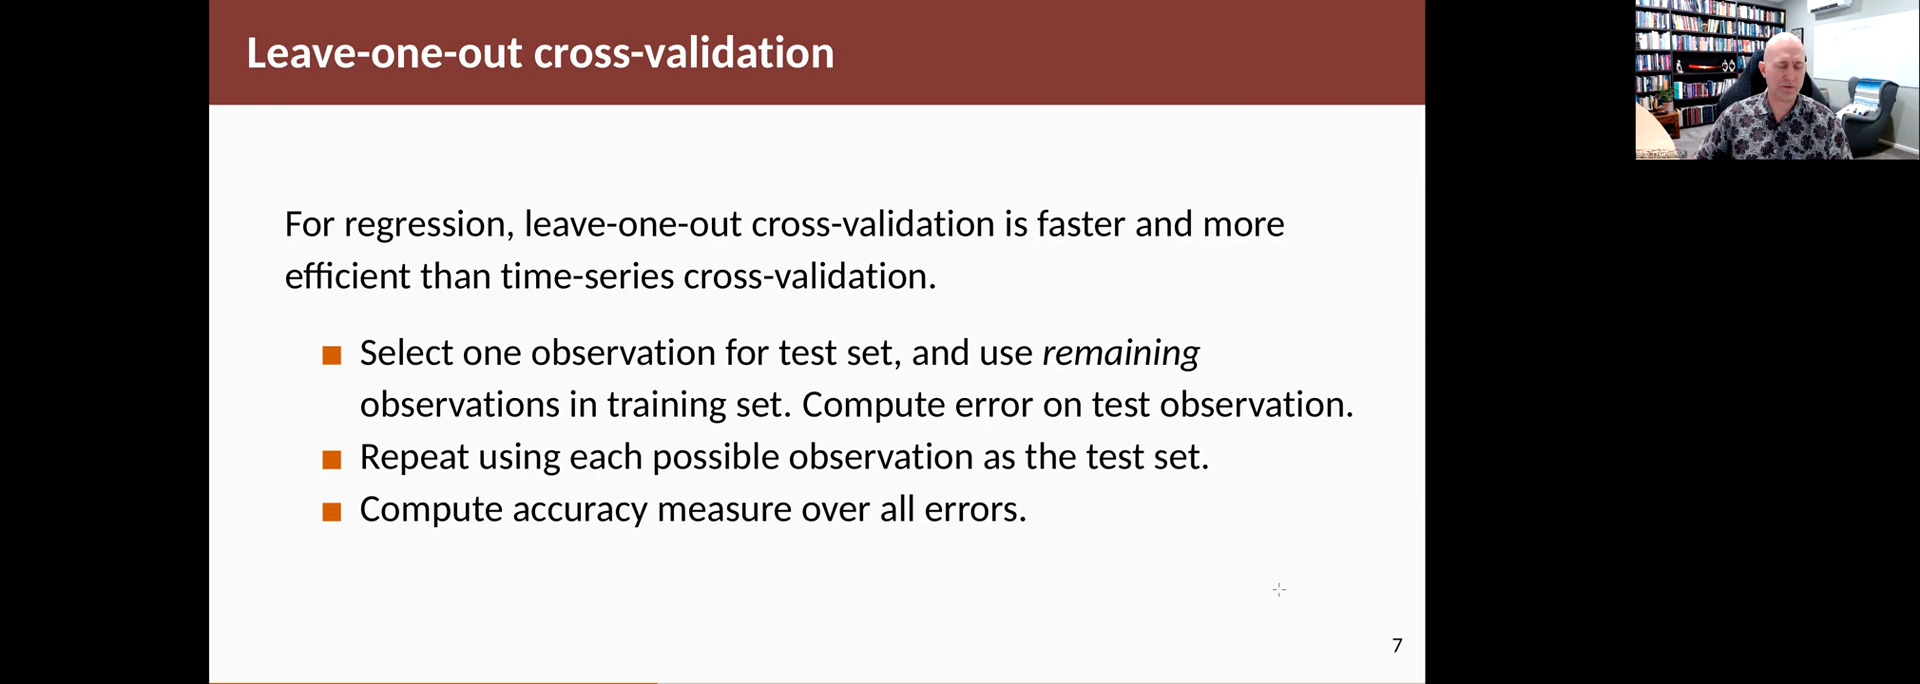 Leave-one-out cross-validation
For regression, leave-one-out cross-validation is faster and more
efficient than time-series cross-validation.
■ Select one observation for test set, and use remaining
observations in training set. Compute error on test observation.
■ Repeat using each possible observation as the test set.
■ Compute accuracy measure over all errors.
7